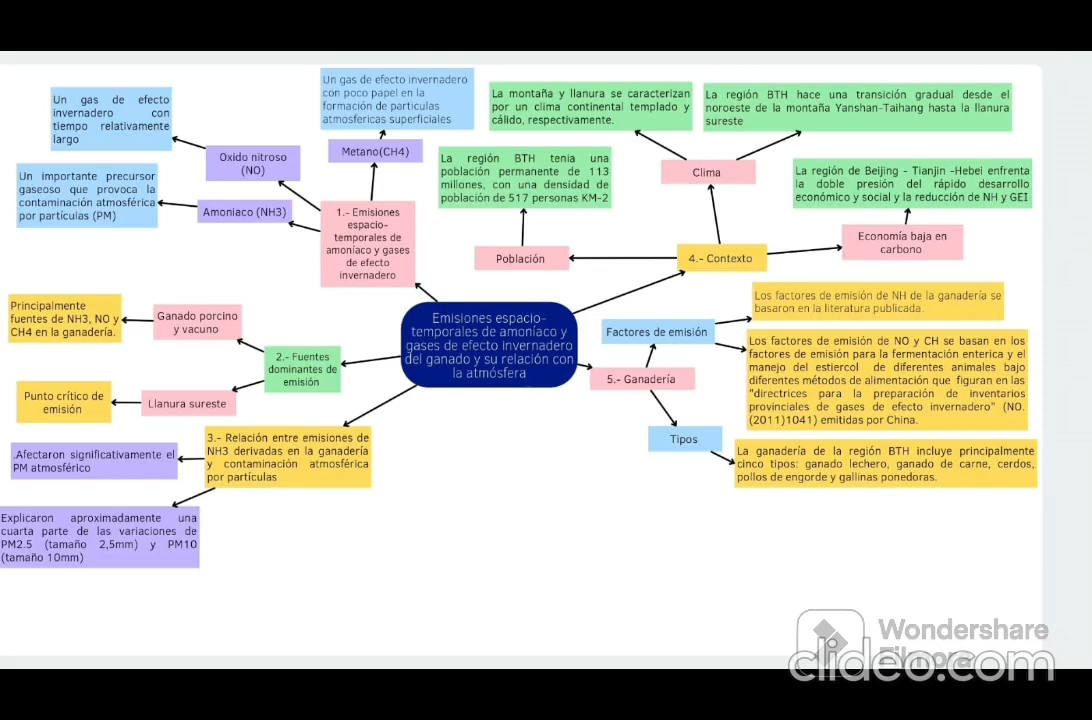 Un gas de efecto
invernadero con
tiempo relativamente
largo
Un gas de efecto invernadero
con poco papel en la
formación de particulas
atmosfericas superficiales
La montaña y llanura se caracterizan
por un clima continental templado y
cálido, respectivamente.
La región BTH hace una transición gradual desde el
noroeste de la montaña Yanshan-Taihang hasta la llanura
sureste
Oxido nitroso
(NO)
Metano(CH4)
La región BTH tenia una
población permanente de 113
millones, con una densidad de
población de 517 personas KM-2
Clima
La región de Beijing - Tianjin -Hebei enfrenta
la doble presión del rápido desarrollo
económico y social y la reducción de NH y GEI
Un importante precursor
gaseoso que provoca la
contaminación atmosférica
por partículas (PM)
Amoniaco (NH3)
1.- Emisiones
espacio-
temporales de
amoníaco y gases
de efecto
invernadero
Población
4.- Contexto
Economía baja en
carbono
Principalmente
fuentes de NH3, NO y
CH4 en la ganadería.
Ganado porcino
y vacuno
2.- Fuentes
dominantes de
emisión
Emisiones espacio-
temporales de amoníaco y
gases de efecto invernadero
del ganado y su relación con
la atmósfera
Factores de emisión
Los factores de emisión de NH de la ganadería se
basaron en la literatura publicada.
Los factores de emisión de NO y CH se basan en los
factores de emisión para la fermentación enterica y el
manejo del estiercol de diferentes animales bajo
diferentes métodos de alimentación que figuran en las
"directrices para la preparación de inventarios
provinciales de gases de efecto invernadero" (NO.
(2011)1041) emitidas por China.
5.- Ganadería
Punto crítico de
emisión
Llanura sureste
Tipos
La ganadería de la región BTH incluye principalmente
cinco tipos: ganado lechero, ganado de carne, cerdos,
pollos de engorde y gallinas ponedoras.
3.- Relación entre emisiones de
NH3 derivadas en la ganadería
y contaminación atmosférica
por partículas
.Afectaron significativamente el
PM atmosférico
Explicaron aproximadamente una
cuarta parte de las variaciones de
PM2.5 (tamaño 2,5mm) y PM10
(tamaño 10mm)
Wondershare
Filmora
clideo.com